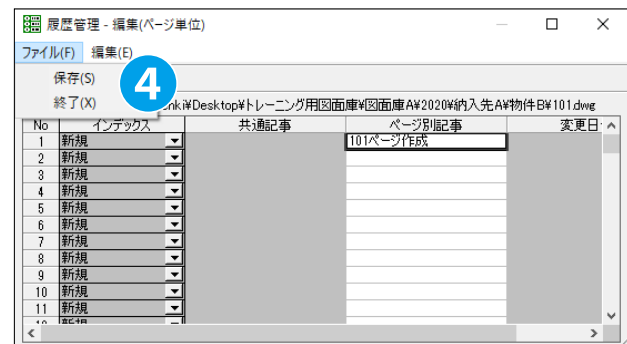 履歴管理 - 編集(ページ単位)
ファイル(F) 編集(E)
保存(S)
終了(X)
4
nki¥Desktop¥トレーニング用図面庫¥図面庫A¥2020¥納入先A¥物件B¥101.dwg
No インデックス 共通記事 ページ別記事 変更日
1 新規 101ページ作成
2 新規
3 新規
4 新規
5 新規
6 新規
7 新規
8 新規
9 新規
10 新規
11 新規